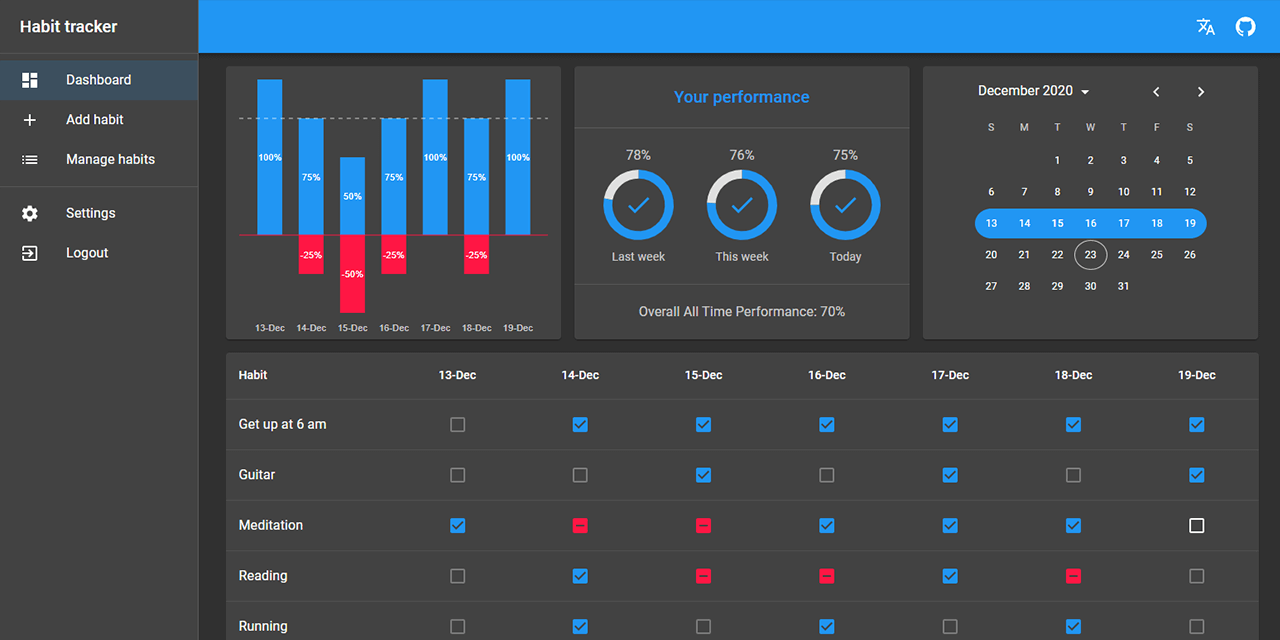 Habit tracker
Dashboard
Add habit
Manage habits
Settings
Logout
100% 75% 50% 75% 100% 75% 100%
-25% -50% -25% -25%
13-Dec 14-Dec 15-Dec 16-Dec 17-Dec 18-Dec 19-Dec
Your performance
78% 76% 75%
Last week This week Today
Overall All Time Performance: 70%
December 2020
S M T W T F S
1 2 3 4 5
6 7 8 9 10 11 12
13 14 15 16 17 18 19
20 21 22 23 24 25 26
27 28 29 30 31
Habit 13-Dec 14-Dec 15-Dec 16-Dec 17-Dec 18-Dec 19-Dec
Get up at 6 am
Guitar
Meditation
Reading
Running